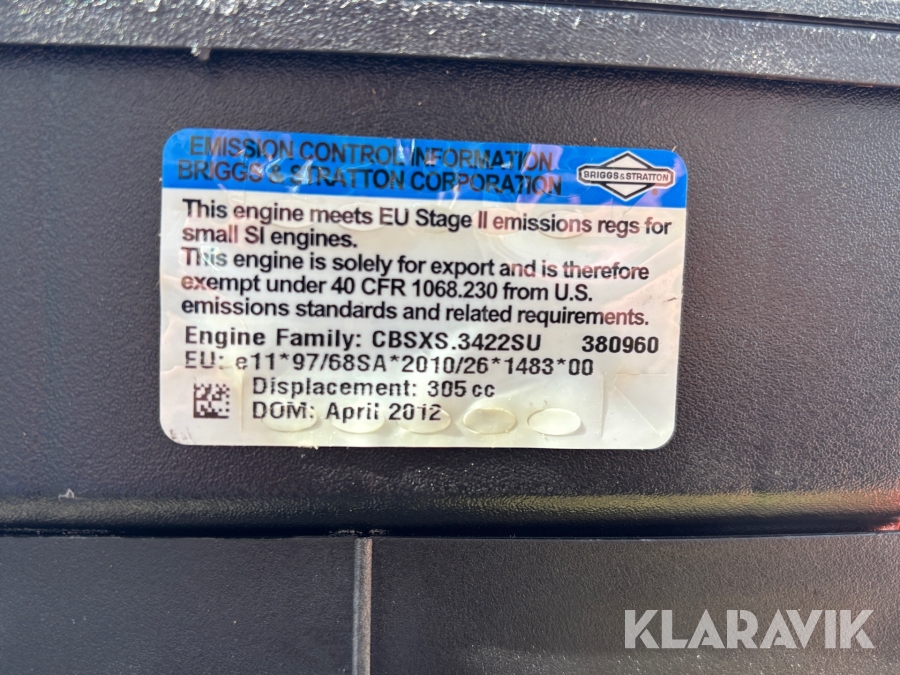 EMISSION CONTROL INFORMATION
BRIGGS & STRATTON CORPORATION
BRIGGS & STRATTON
This engine meets EU Stage II emissions regs for
small SI engines.
This engine is solely for export and is therefore
exempt under 40 CFR 1068.230 from U.S.
emissions standards and related requirements.
Engine Family: CBSXS.3422SU 380960
EU: e11*97/68SA*2010/26*1483*00
Displacement: 305 cc
DOM: April 2012
KLARAVIK